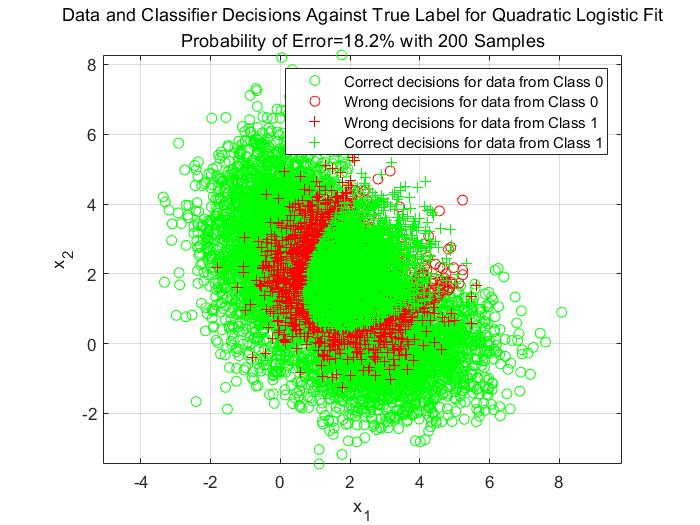 Data and Classifier Decisions Against True Label for Quadratic Logistic Fit
Probability of Error=18.2% with 200 Samples
8
6
4
2
0
-2
x2
Correct decisions for data from Class 0
Wrong decisions for data from Class 0
Wrong decisions for data from Class 1
Correct decisions for data from Class 1
-4 -2 0 2 4 6 8
x1